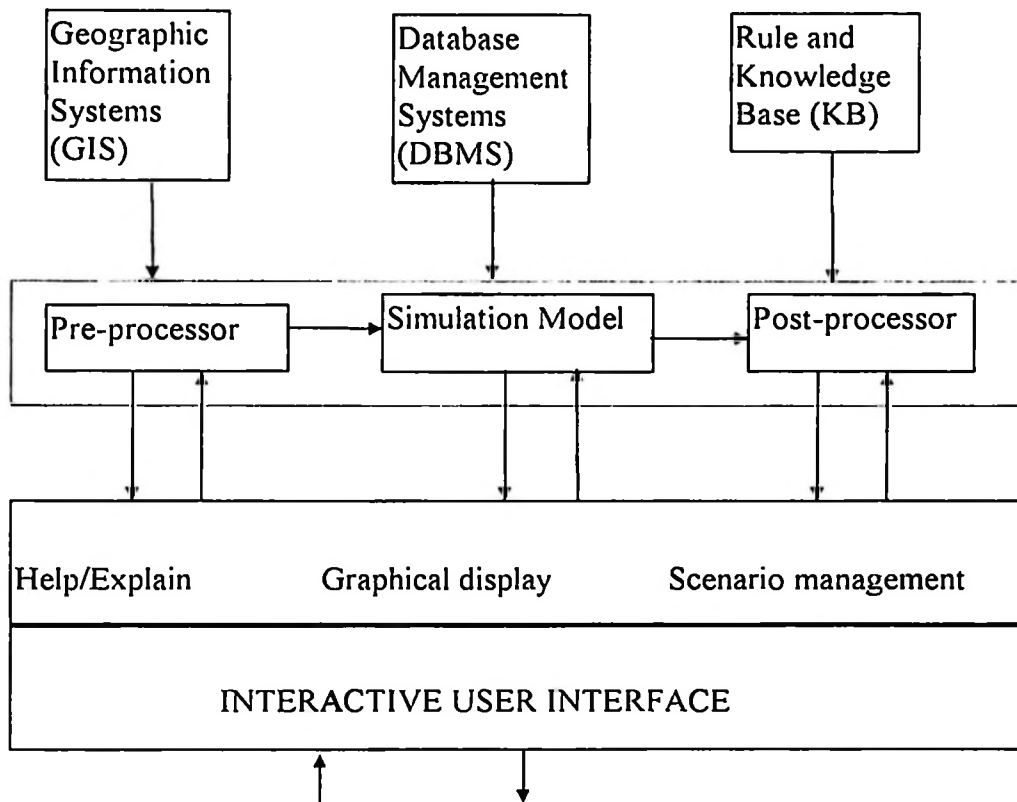 Geographic
Information
Systems
(GIS)
Database
Management
Systems
(DBMS)
Rule and
Knowledge
Base (KB)
Pre-processor
Simulation Model
Post-processor
Help/Explain
Graphical display
Scenario management
INTERACTIVE USER INTERFACE